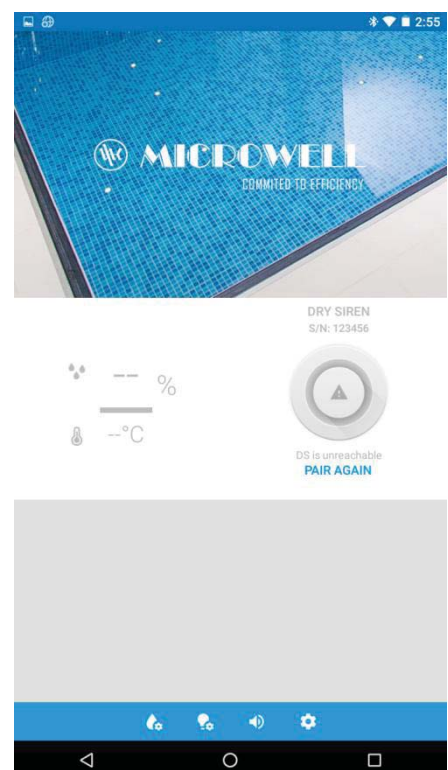 2:55
MICROWELL
COMMITED TO EFFICIENCY
DRY SIREN
S/N: 123456
-- %
--°C
DS is unreachable
PAIR AGAIN